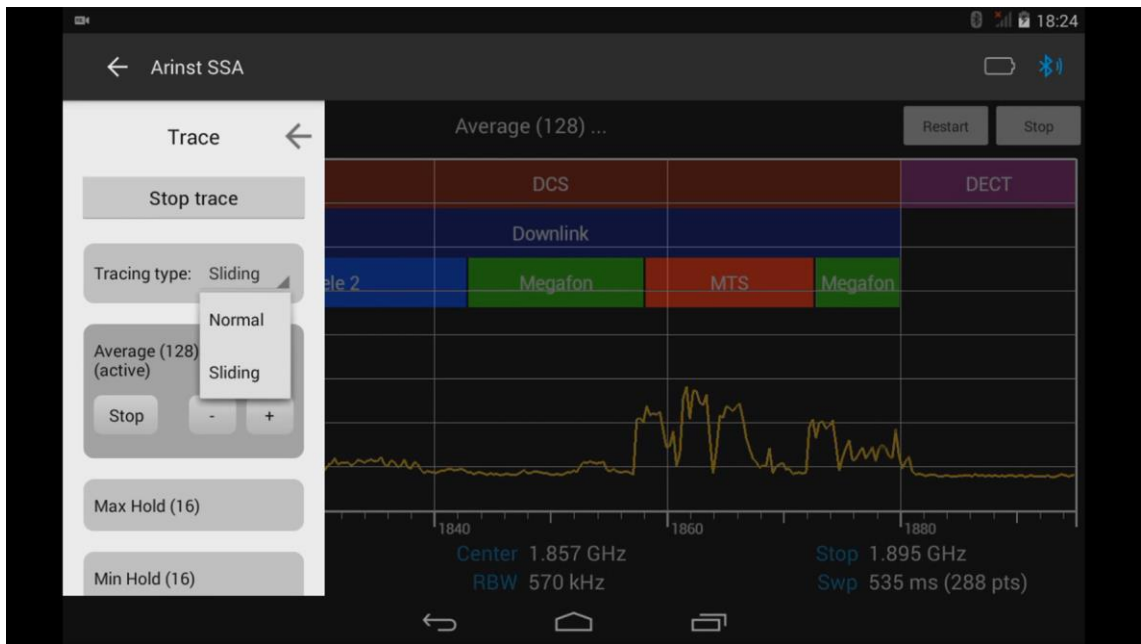 18:24
Arinst SSA
Trace
Average (128) ...
Restart
Stop
Stop trace
DCS
DECT
Downlink
Tracing type: Sliding
ele 2
Megafon
MTS
Megafon
Normal
Sliding
Average (128)
(active)
Stop
-
+
Max Hold (16)
Min Hold (16)
1840
1860
1880
Center 1.857 GHz
Stop 1.895 GHz
RBW 570 kHz
Swp 535 ms (288 pts)